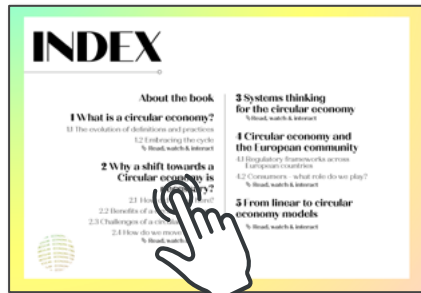 INDEX
About the book
1 What is a circular economy?
1.1 The evolution of definitions and practices
1.2 Embracing the cycle
Read, watch & interact
2 Why a shift towards a
Circular economy is
2.1 How
2.2 Benefits of a
2.3 Challenges of a
2.4 How do we move
Read, watch
3 Systems thinking
for the circular economy
Read, watch & interact
4 Circular economy and
the European community
4.1 Regulatory frameworks across
European countries
4.2 Consumers - what role do we play?
Read, watch & interact
5 From linear to circular
economy models
Read, watch & interact